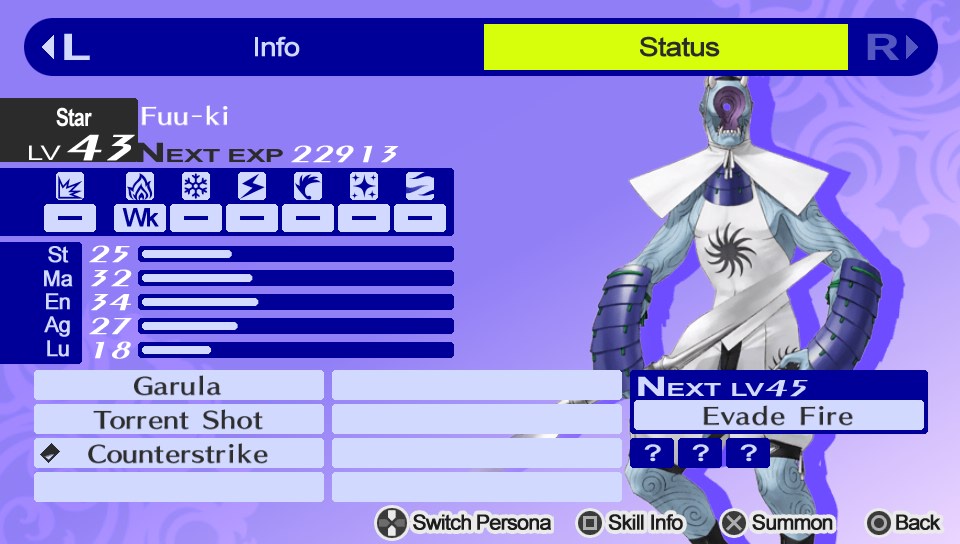 L Info Status R
Star Fuu-ki
LV 43 NEXT EXP 22913
— Wk — — — — —
St 25
Ma 32
En 34
Ag 27
Lu 18
Garula
Torrent Shot
Counterstrike
NEXT LV45
Evade Fire
? ? ?
Switch Persona Skill Info Summon Back